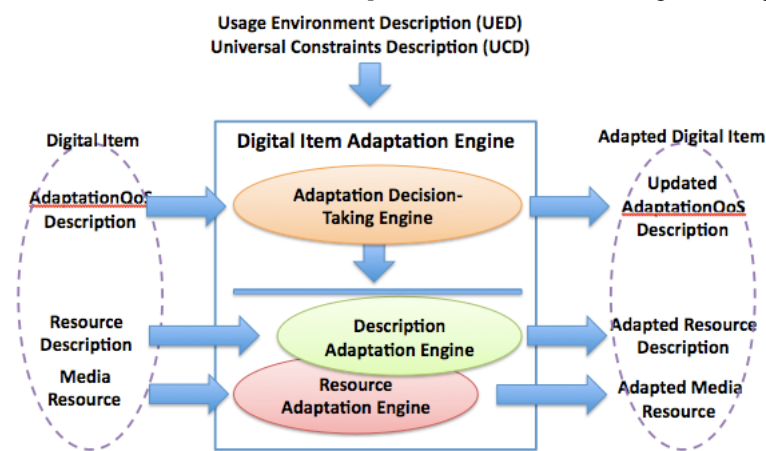 Usage Environment Description (UED)
Universal Constraints Description (UCD)
Digital Item
Digital Item Adaptation Engine
Adapted Digital Item
AdaptationQoS
Description
Adaptation Decision-
Taking Engine
Updated
AdaptationQoS
Description
Resource
Description
Description
Adaptation Engine
Adapted Resource
Description
Media
Resource
Resource
Adaptation Engine
Adapted Media
Resource